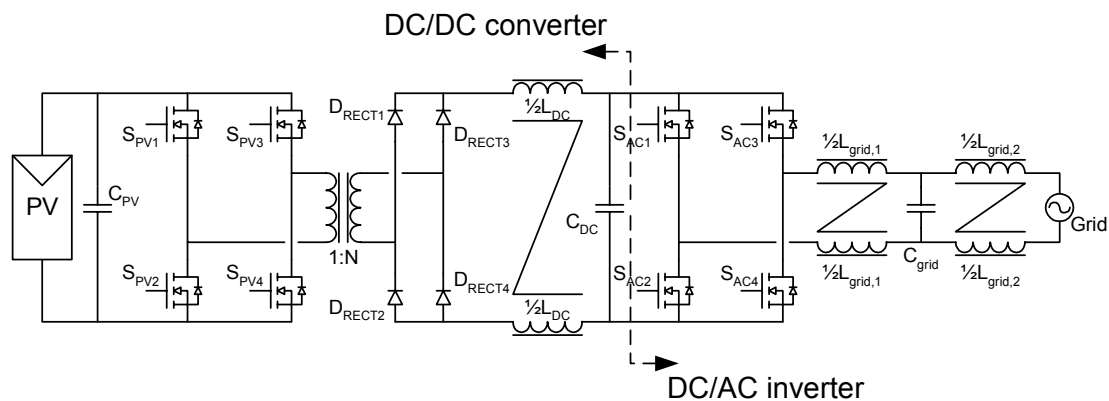 DC/DC converter
½L_DC
D_RECT1
D_RECT3
S_PV1
S_PV3
S_AC1
S_AC3
½L_grid,1
½L_grid,2
PV
C_PV
C_DC
Grid
1:N
C_grid
S_PV2
S_PV4
D_RECT4
D_RECT2
½L_DC
S_AC2
S_AC4
½L_grid,1
½L_grid,2
DC/AC inverter